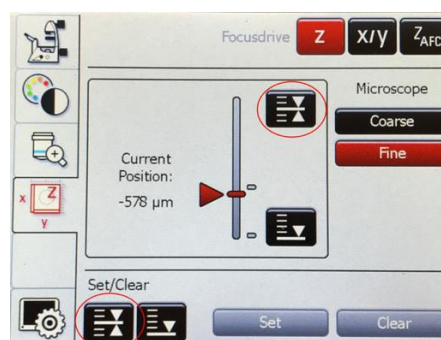 Focusdrive Z X/Y ZAFC
Microscope
Coarse
Fine
Current
Position:
-578 µm
x Z
y
Set/Clear
Set Clear